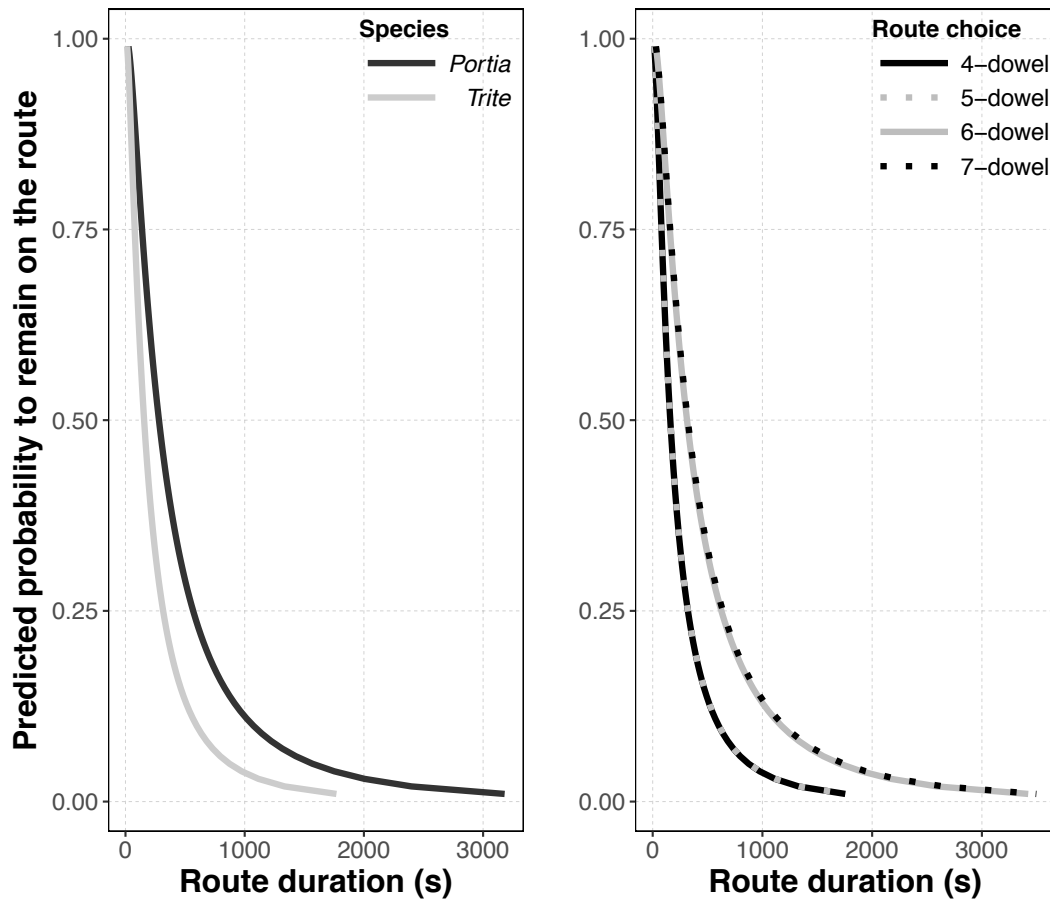 Predicted probability to remain on the route
1.00
0.75
0.50
0.25
0.00
Species
Portia
Trite
0
1000
2000
3000
Route duration (s)
1.00
0.75
0.50
0.25
0.00
Route choice
4−dowel
5−dowel
6−dowel
7−dowel
0
1000
2000
3000
Route duration (s)